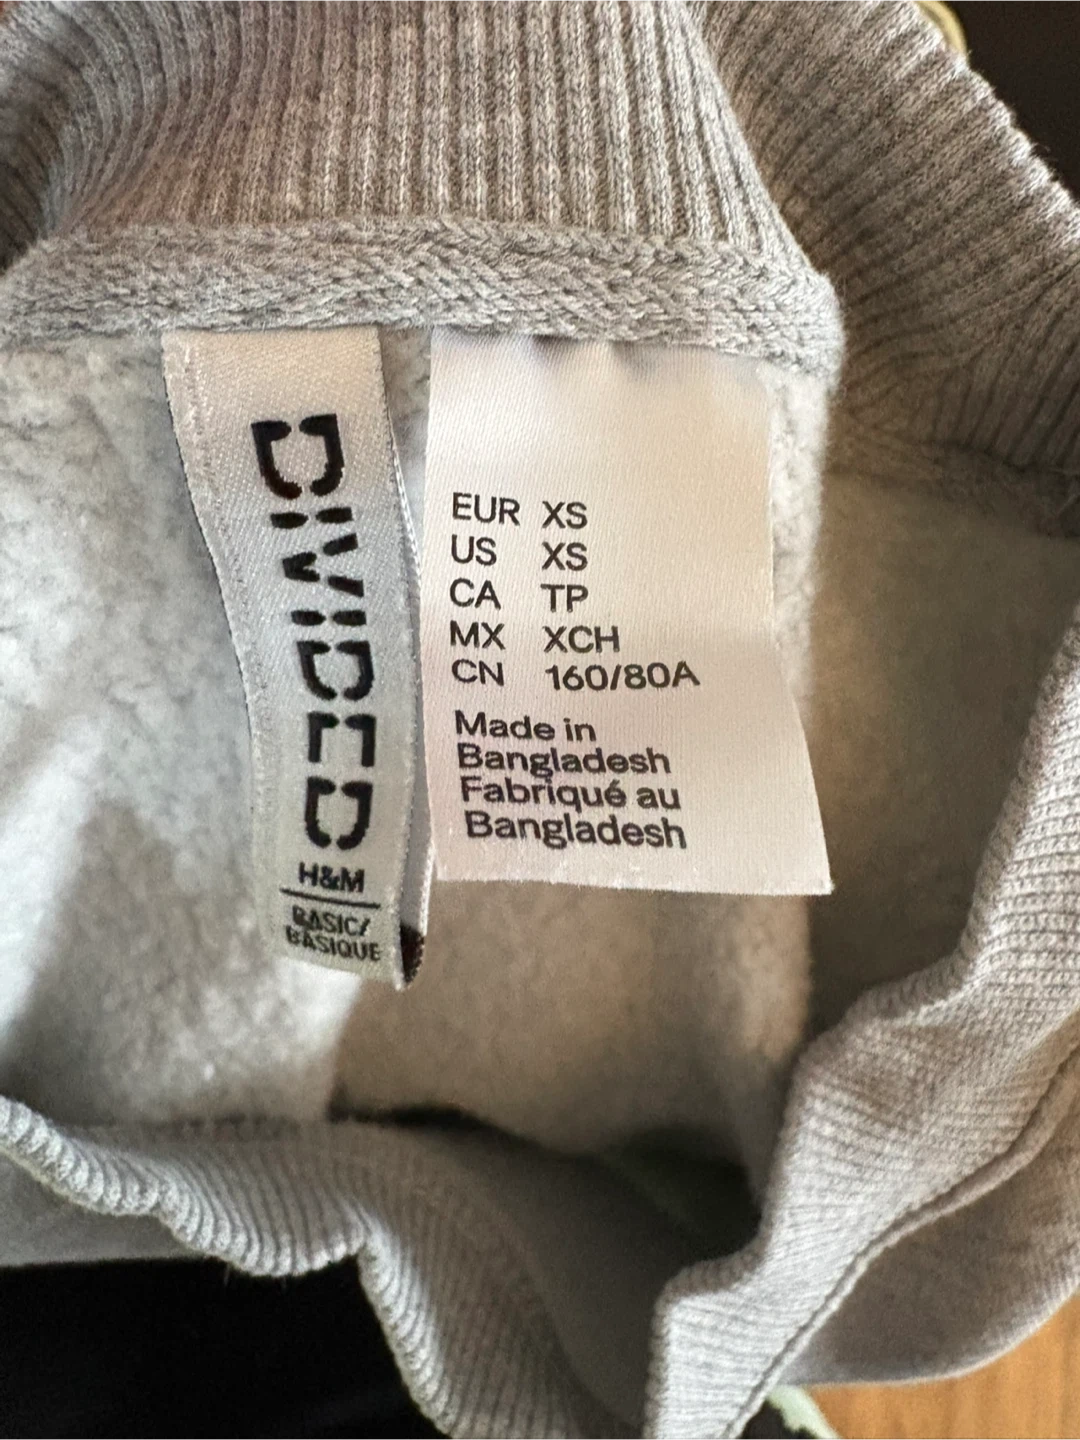 DIVIDED
H&M
BASIC/
BASIQUE
EUR XS
US XS
CA TP
MX XCH
CN 160/80A
Made in
Bangladesh
Fabriqué au
Bangladesh